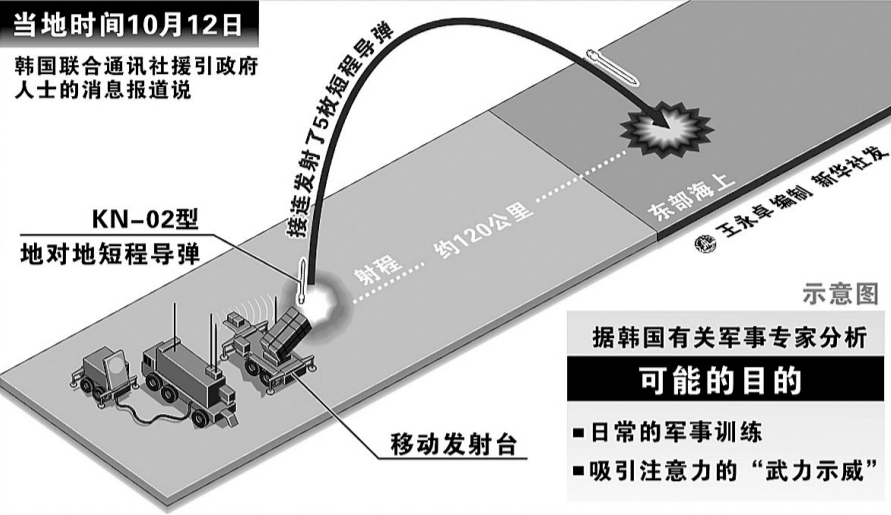 当地时间10月12日
韩国联合通讯社援引政府
人士的消息报道说
接连发射了5枚短程导弹
KN-02型
地对地短程导弹
射程 约120公里
东部海上
王永卓 编制 新华社发
移动发射台
示意图
据韩国有关军事专家分析
可能的目的
■日常的军事训练
■吸引注意力的“武力示威”